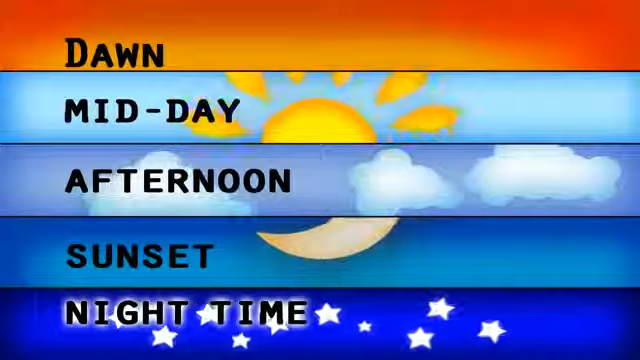 DAWN
MID-DAY
AFTERNOON
SUNSET
NIGHT TIME